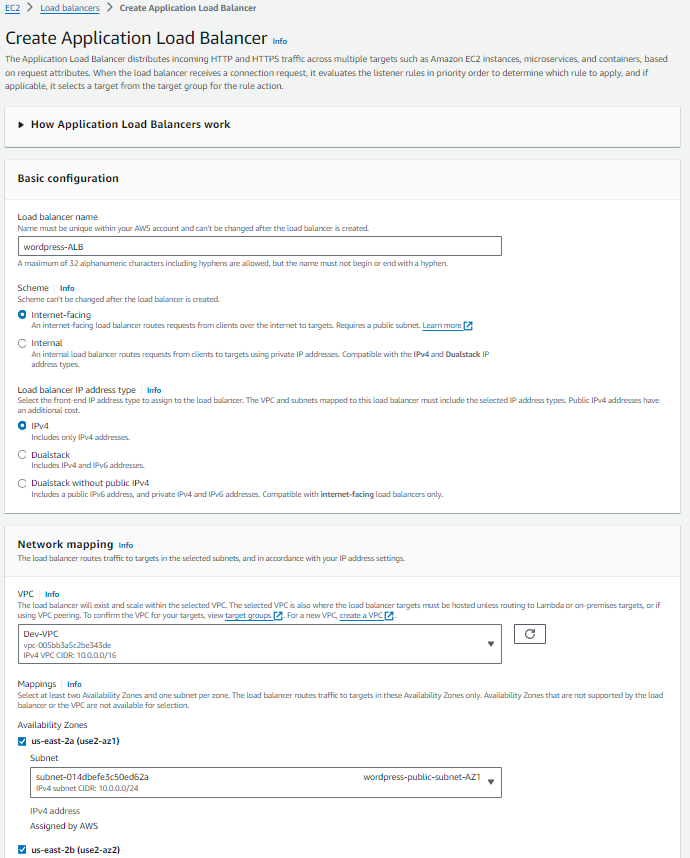 EC2 > Load balancers > Create Application Load Balancer
Create Application Load Balancer Info
The Application Load Balancer distributes incoming HTTP and HTTPS traffic across multiple targets such as Amazon EC2 instances, microservices, and containers, based
on request attributes. When the load balancer receives a connection request, it evaluates the listener rules in priority order to determine which rule to apply, and if
applicable, it selects a target from the target group for the rule action.
How Application Load Balancers work
Basic configuration
Load balancer name
Name must be unique within your AWS account and can't be changed after the load balancer is created.
wordpress-ALB
A maximum of 32 alphanumeric characters including hyphens are allowed, but the name must not begin or end with a hyphen.
Scheme Info
Scheme can't be changed after the load balancer is created.
Internet-facing
An internet-facing load balancer routes requests from clients over the internet to targets. Requires a public subnet. Learn more
Internal
An internal load balancer routes requests from clients to targets using private IP addresses. Compatible with the IPv4 and Dualstack IP
address types.
Load balancer IP address type Info
Select the front-end IP address type to assign to the load balancer. The VPC and subnets mapped to this load balancer must include the selected IP address types. Public IPv4 addresses have
an additional cost.
IPv4
Includes only IPv4 addresses.
Dualstack
Includes IPv4 and IPv6 addresses.
Dualstack without public IPv4
Includes a public IPv6 address, and private IPv4 and IPv6 addresses. Compatible with internet-facing load balancers only.
Network mapping Info
The load balancer routes traffic to targets in the selected subnets, and in accordance with your IP address settings.
VPC Info
The load balancer will exist and scale within the selected VPC. The selected VPC is also where the load balancer targets must be hosted unless routing to Lambda or on-premises targets, or if
using VPC peering. To confirm the VPC for your targets, view target groups. For a new VPC, create a VPC.
Dev-VPC
vpc-005bb3a5c2be343de
IPv4 VPC CIDR: 10.0.0.0/16
Mappings Info
Select at least two Availability Zones and one subnet per zone. The load balancer routes traffic to targets in these Availability Zones only. Availability Zones that are not supported by the load
balancer or the VPC are not available for selection.
Availability Zones
us-east-2a (use2-az1)
Subnet
subnet-014dbefe3c50ed62a wordpress-public-subnet-AZ1
IPv4 subnet CIDR: 10.0.0.0/24
IPv4 address
Assigned by AWS
us-east-2b (use2-az2)